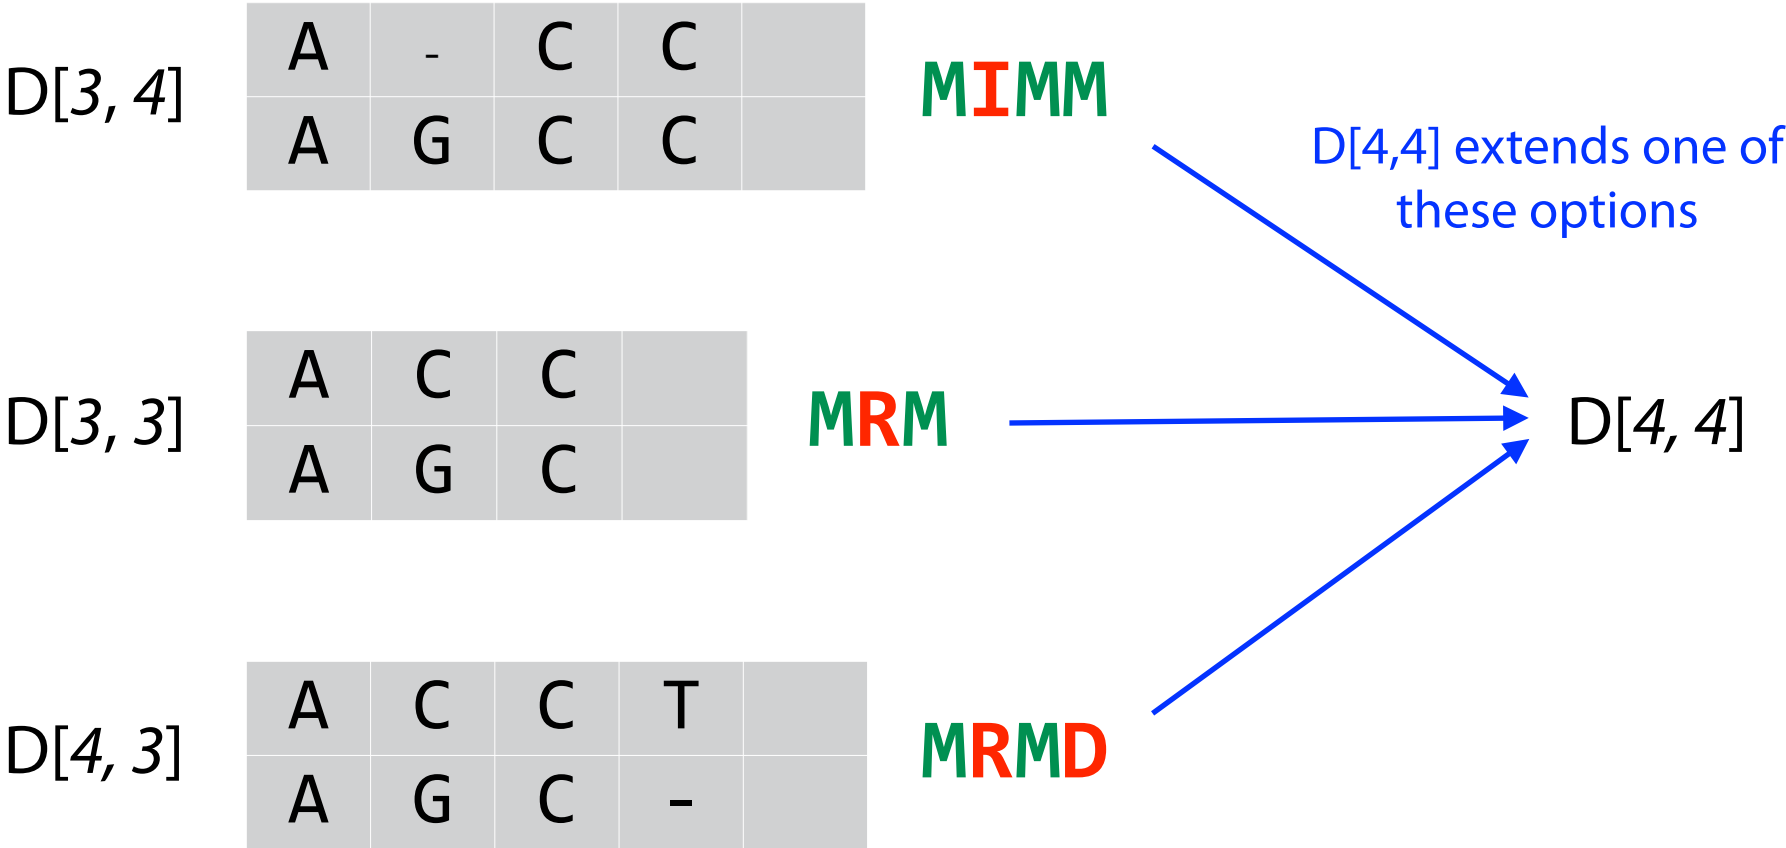 A - C C
D[3, 4]
A G C C
MIMM
D[4,4] extends one of
these options
A C C
D[3, 3]
A G C
MRM
D[4, 4]
A C C T
D[4, 3]
A G C -
MRMD